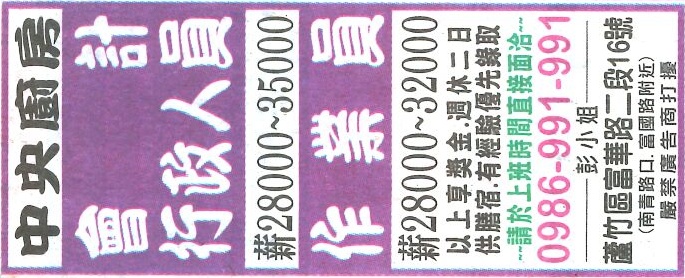 中央廚房
會計
行政人員
薪28000~35000
作業員
薪28000~32000
以上享獎金.週休二日
供膳宿.有經驗優先錄取
~~請於上班時間直接面洽~~
0986-991-991
彭小姐
蘆竹區富華路二段16號
(南青路口.富國路附近)
嚴禁廣告商打擾